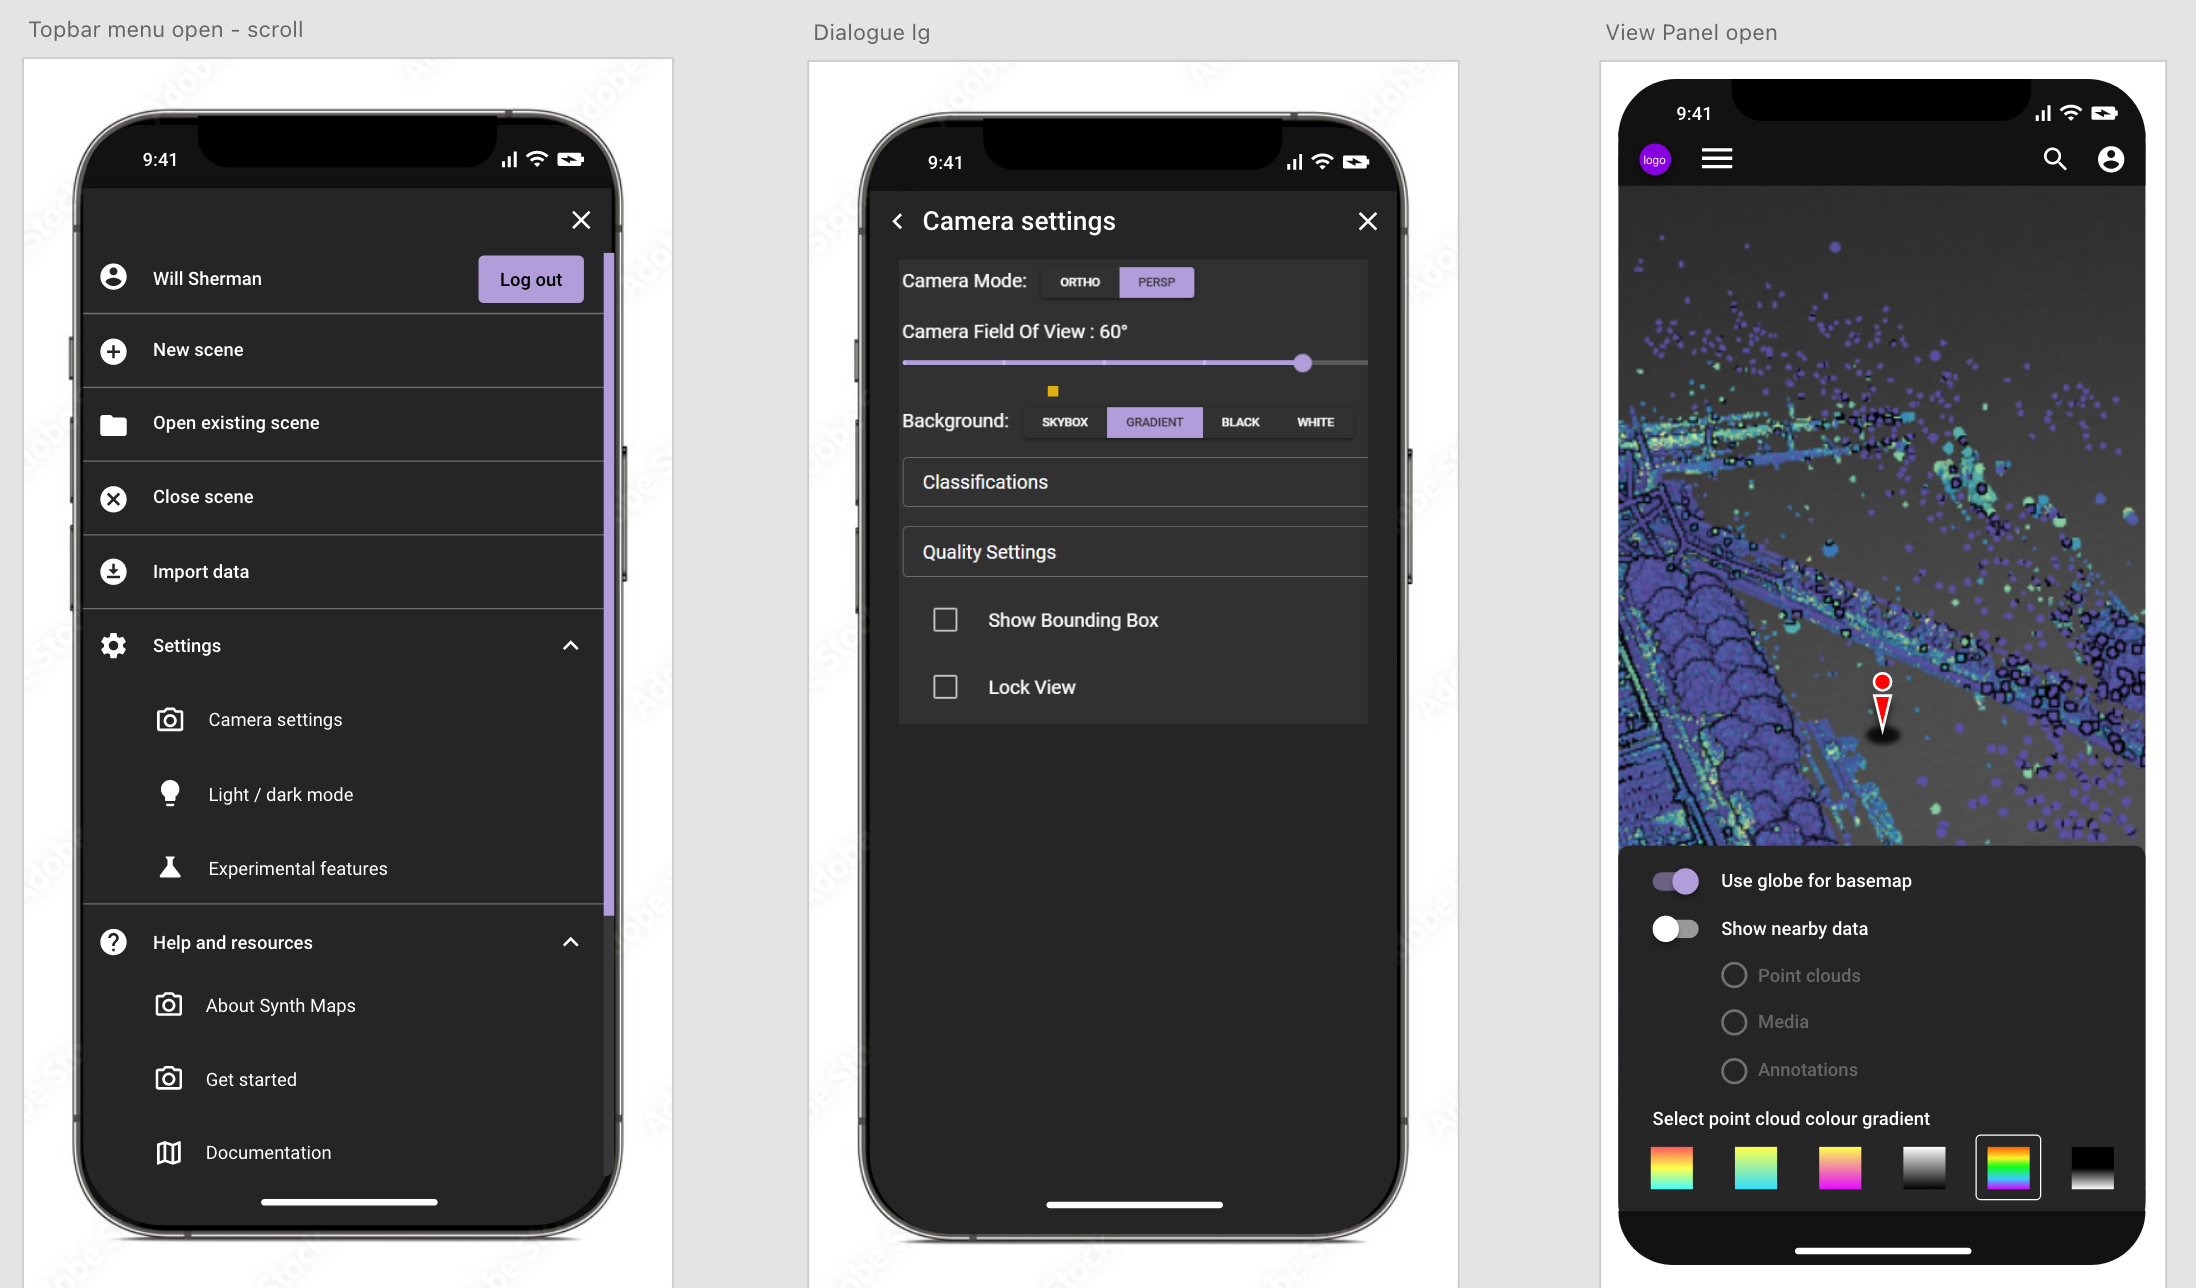 Topbar menu open - scroll
9:41
Will Sherman
Log out
New scene
Open existing scene
Close scene
Import data
Settings
Camera settings
Light / dark mode
Experimental features
Help and resources
About Synth Maps
Get started
Documentation
Dialogue lg
9:41
Camera settings
Camera Mode: ORTHO PERSP
Camera Field Of View : 60°
Background: SKYBOX GRADIENT BLACK WHITE
Classifications
Quality Settings
Show Bounding Box
Lock View
View Panel open
9:41
logo
Use globe for basemap
Show nearby data
Point clouds
Media
Annotations
Select point cloud colour gradient